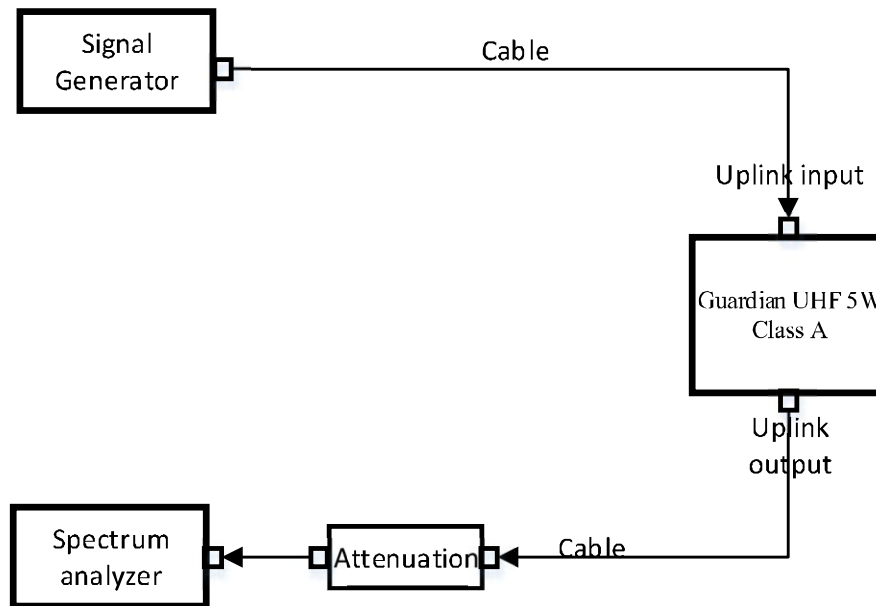 Signal
Generator
Cable
Uplink input
Guardian UHF 5W
Class A
Uplink
output
Cable
Attenuation
Spectrum
analyzer